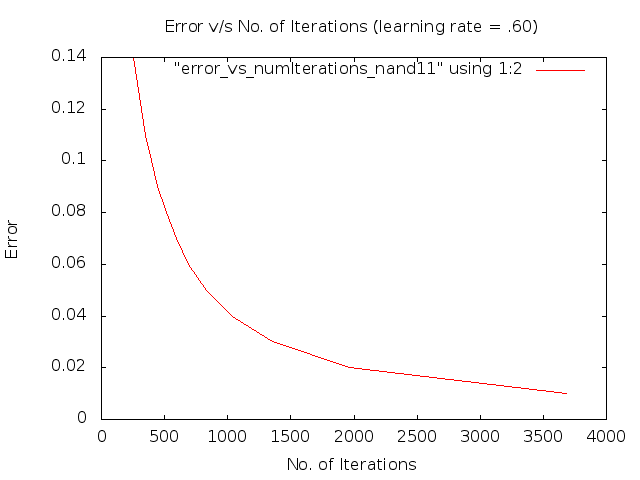 Error v/s No. of Iterations (learning rate = .60)
"error_vs_numIterations_nand11" using 1:2
0.14
0.12
0.1
0.08
0.06
0.04
0.02
0
Error
0 500 1000 1500 2000 2500 3000 3500 4000
No. of Iterations